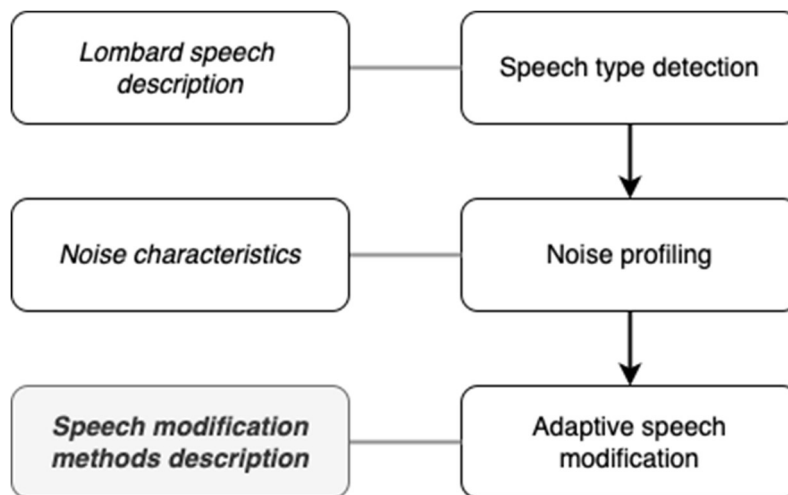 Lombard speech
description
Speech type detection
Noise characteristics
Noise profiling
Speech modification
methods description
Adaptive speech
modification